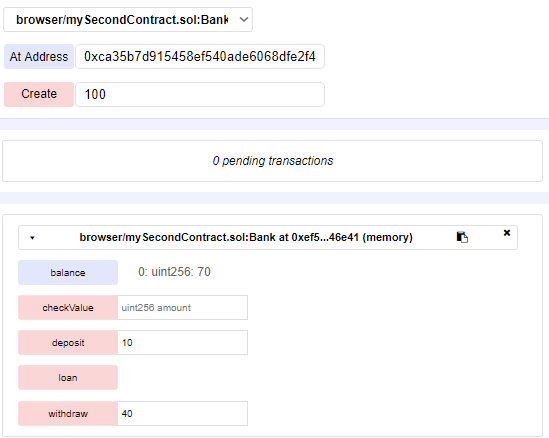 browser/mySecondContract.sol:Bank
At Address 0xca35b7d915458ef540ade6068dfe2f4
Create 100
0 pending transactions
browser/mySecondContract.sol:Bank at 0xef5...46e41 (memory)
balance 0: uint256: 70
checkValue uint256 amount
deposit 10
loan
withdraw 40